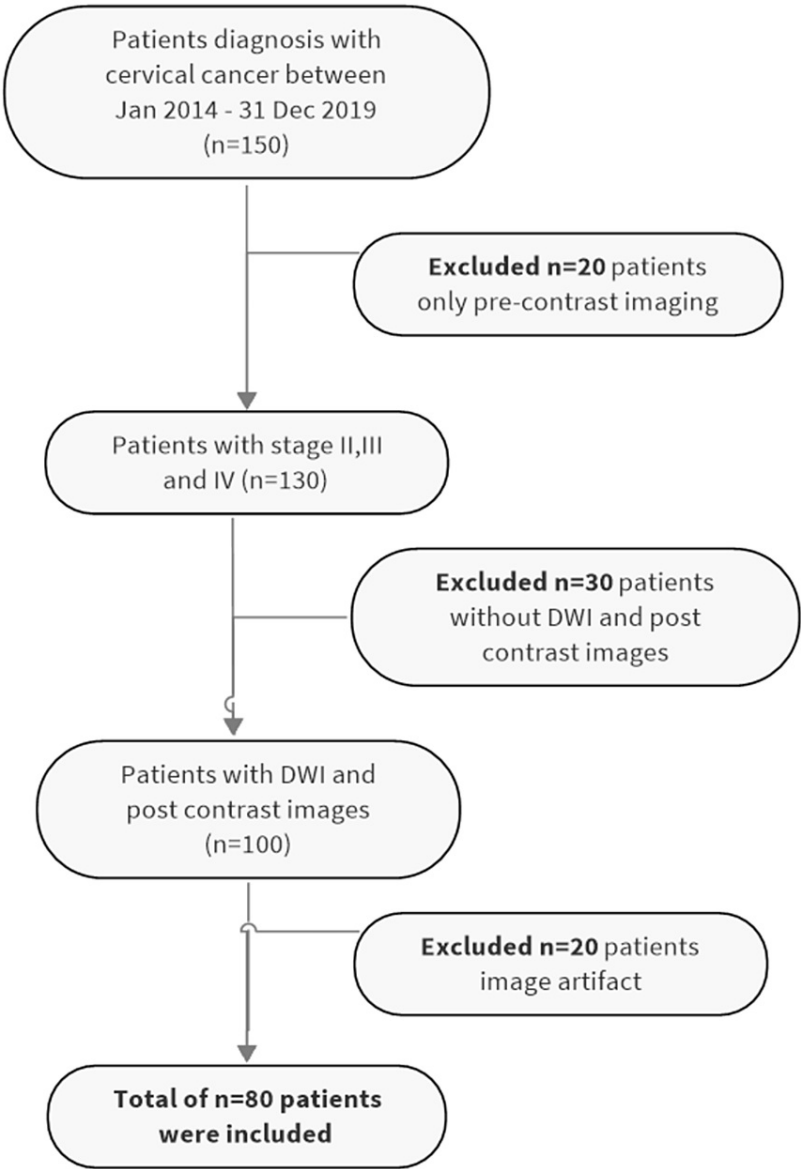 Patients diagnosis with
cervical cancer between
Jan 2014 - 31 Dec 2019
(n=150)
Excluded n=20 patients
only pre-contrast imaging
Patients with stage II,III
and IV (n=130)
Excluded n=30 patients
without DWI and post
contrast images
Patients with DWI and
post contrast images
(n=100)
Excluded n=20 patients
image artifact
Total of n=80 patients
were included